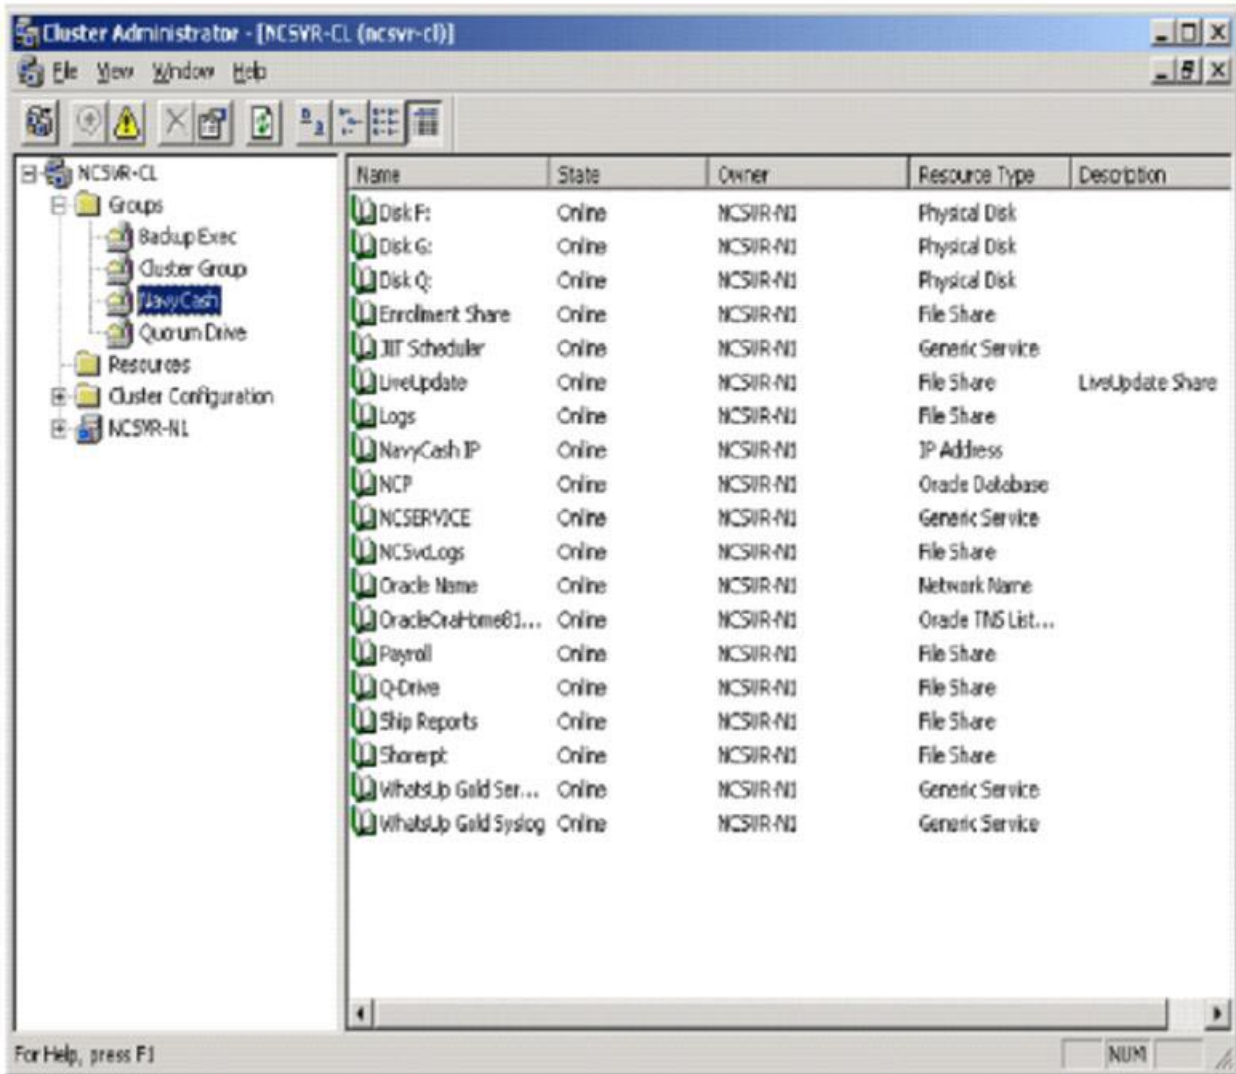 Cluster Administrator - [NCSVR-CL (ncsvr-cl)]
File View Window Help
NCSVR-CL
Groups
Backup Exec
Cluster Group
NavyCash
Quorum Drive
Resources
Cluster Configuration
NCSVR-N1
Name State Owner Resource Type Description
Disk F: Online NCSVR-N1 Physical Disk
Disk G: Online NCSVR-N1 Physical Disk
Disk Q: Online NCSVR-N1 Physical Disk
Enrollment Share Online NCSVR-N1 File Share
JIT Scheduler Online NCSVR-N1 Generic Service
LiveUpdate Online NCSVR-N1 File Share LiveUpdate Share
Logs Online NCSVR-N1 File Share
NavyCash IP Online NCSVR-N1 IP Address
NCP Online NCSVR-N1 Oracle Database
NCSERVICE Online NCSVR-N1 Generic Service
NCSvcLogs Online NCSVR-N1 File Share
Oracle Name Online NCSVR-N1 Network Name
OracleOraHome81... Online NCSVR-N1 Oracle TNS List...
Payroll Online NCSVR-N1 File Share
Q-Drive Online NCSVR-N1 File Share
Ship Reports Online NCSVR-N1 File Share
Shorerpt Online NCSVR-N1 File Share
WhatsUp Gold Ser... Online NCSVR-N1 Generic Service
WhatsUp Gold Syslog Online NCSVR-N1 Generic Service
For Help, press F1
NUM